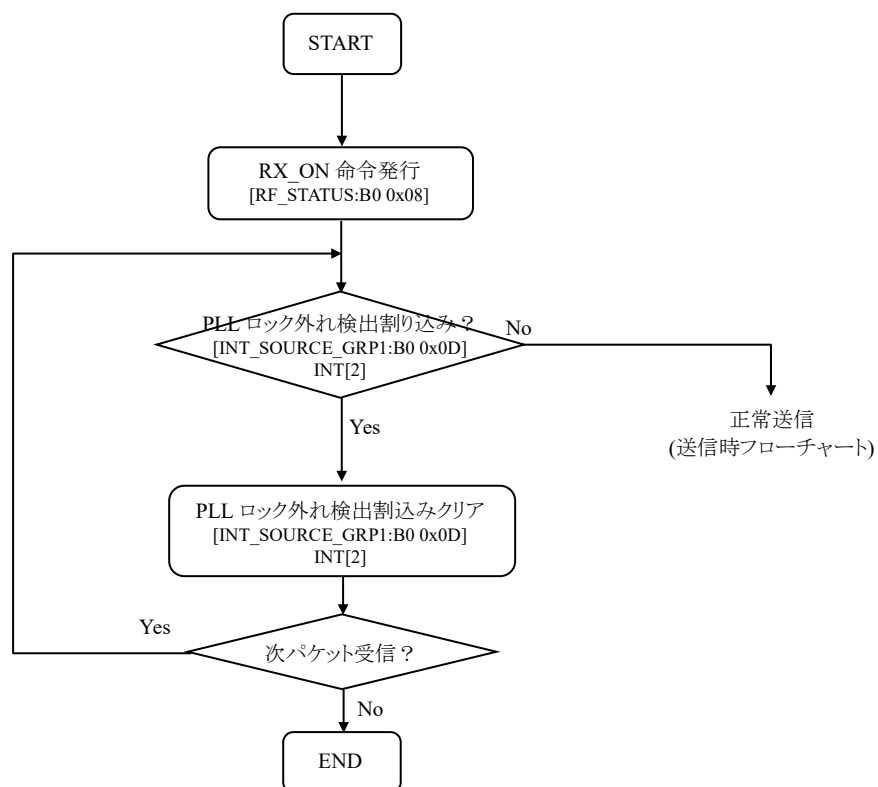 START
RX_ON 命令発行
[RF_STATUS:B0 0x08]
PLL ロック外れ検出割り込み？
[INT_SOURCE_GRP1:B0 0x0D]
INT[2]
No
Yes
正常送信
(送信時フローチャート)
PLL ロック外れ検出割込みクリア
[INT_SOURCE_GRP1:B0 0x0D]
INT[2]
Yes
次パケット受信？
No
END